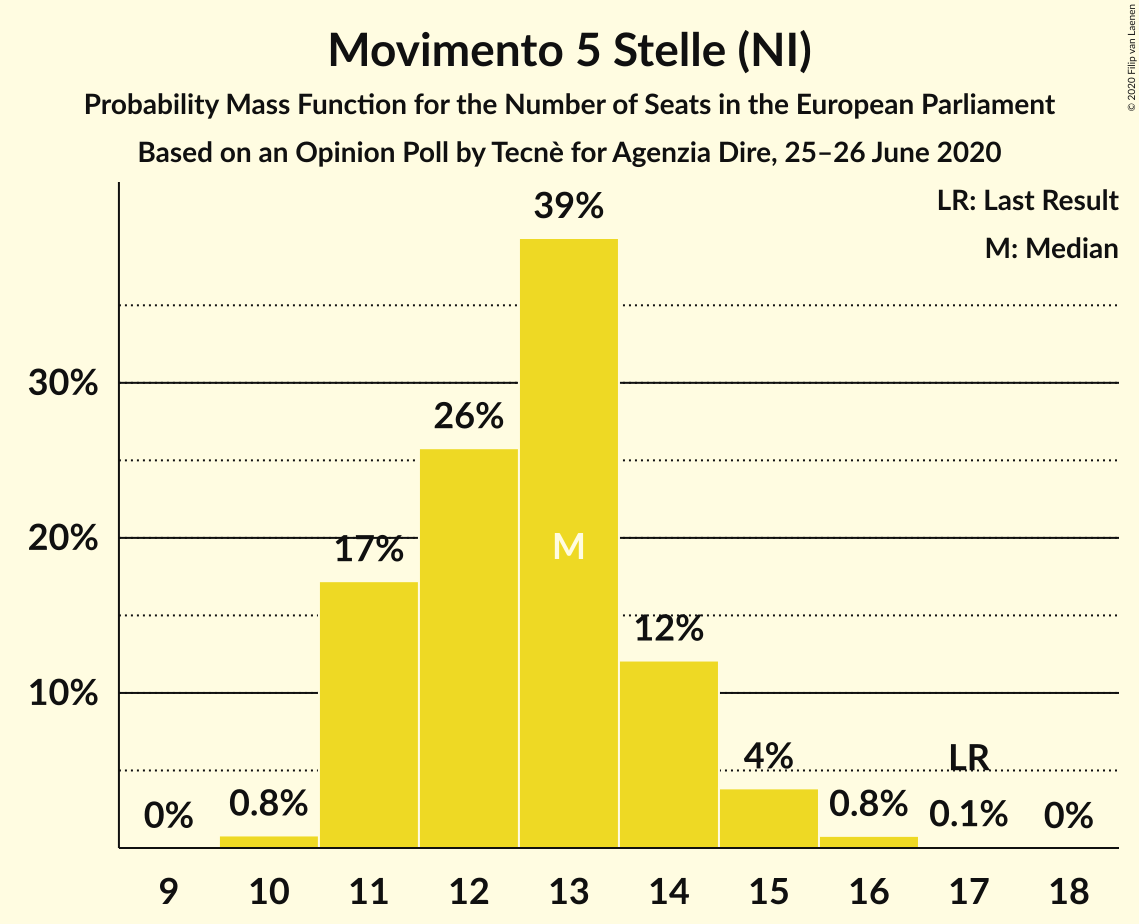 Movimento 5 Stelle (NI)
Probability Mass Function for the Number of Seats in the European Parliament
Based on an Opinion Poll by Tecnè for Agenzia Dire, 25–26 June 2020
© 2020 Filip van Laenen
LR: Last Result
M: Median
39%
30%
26%
20%
17%
M
12%
10%
4%
LR
0%
0.8%
0.8%
0.1%
0%
9 10 11 12 13 14 15 16 17 18